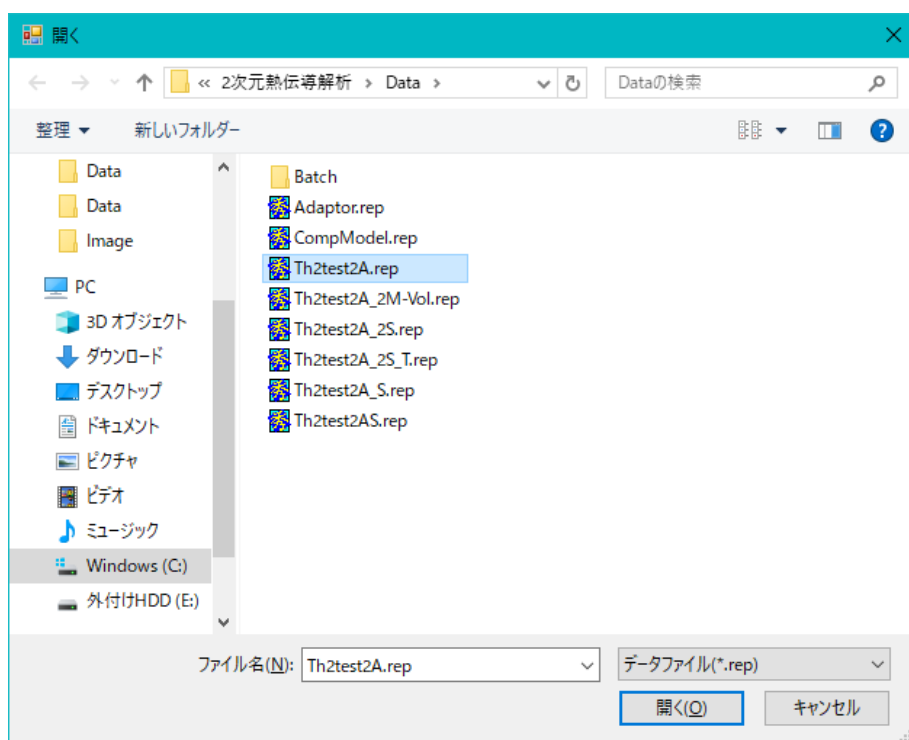 開く
« 2次元熱伝導解析 › Data ›
Dataの検索
整理
新しいフォルダー
Data
Data
Image
PC
3D オブジェクト
ダウンロード
デスクトップ
ドキュメント
ピクチャ
ビデオ
ミュージック
Windows (C:)
外付けHDD (E:)
Batch
Adaptor.rep
CompModel.rep
Th2test2A.rep
Th2test2A_2M-Vol.rep
Th2test2A_2S.rep
Th2test2A_2S_T.rep
Th2test2A_S.rep
Th2test2AS.rep
ファイル名(N): Th2test2A.rep
データファイル(*.rep)
開く(O)
キャンセル